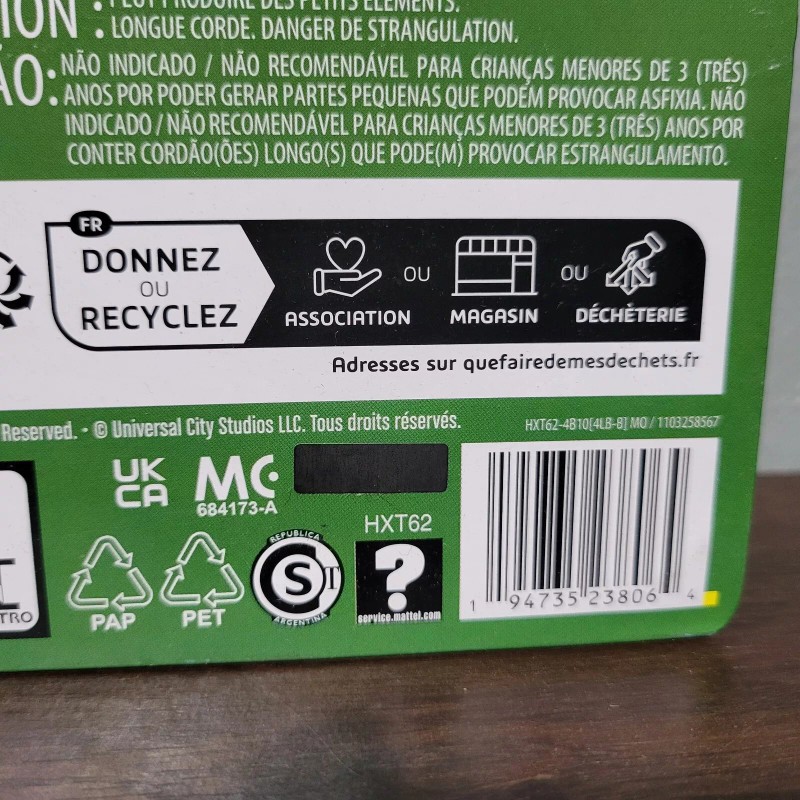 ION :
LONGUE CORDE. DANGER DE STRANGULATION.
ÃO: NÃO INDICADO / NÃO RECOMENDÁVEL PARA CRIANÇAS MENORES DE 3 (TRÊS)
ANOS POR PODER GERAR PARTES PEQUENAS QUE PODEM PROVOCAR ASFIXIA. NÃO
INDICADO / NÃO RECOMENDÁVEL PARA CRIANÇAS MENORES DE 3 (TRÊS) ANOS POR
CONTER CORDÃO(ÕES) LONGO(S) QUE PODE(M) PROVOCAR ESTRANGULAMENTO.
FR
DONNEZ
OU
RECYCLEZ
ASSOCIATION
OU
MAGASIN
OU
DÉCHÈTERIE
Adresses sur quefairedemesdechets.fr
Reserved. • © Universal City Studios LLC. Tous droits réservés.
HXT62-4B10[4LB-B] MO / 1103258567
UK
CA
MC
684173-A
HXT62
TRO
PAP
PET
REPUBLICA
S
T
ARGENTINA
?
service.mattel.com
1 94735 23806 4